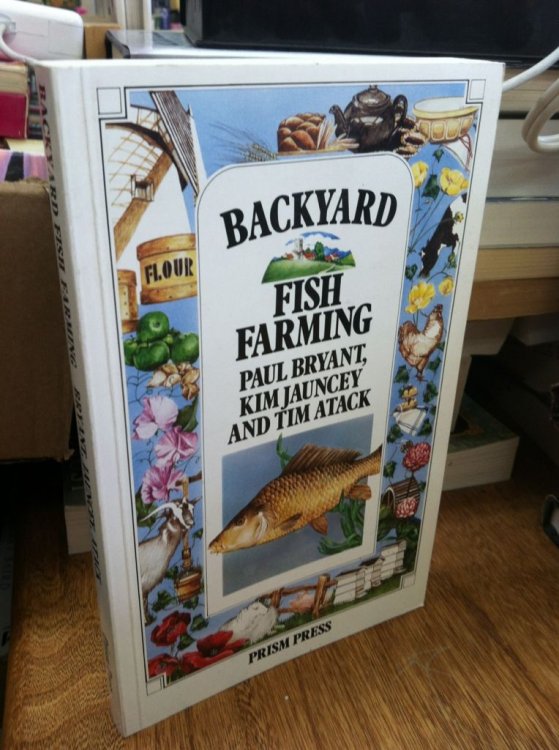 BACKYARD
FISH
FARMING
PAUL BRYANT,
KIM JAUNCEY
AND TIM ATACK
FLOUR
PRISM PRESS
BACKYARD FISH FARMING